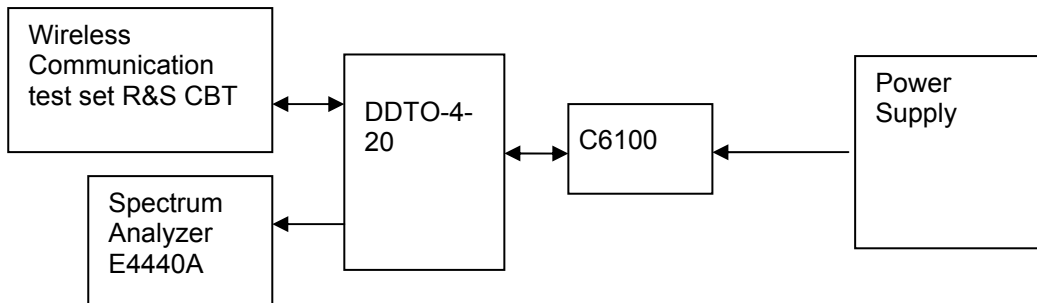 Wireless
Communication
test set R&S CBT
DDTO-4-
20
C6100
Power
Supply
Spectrum
Analyzer
E4440A